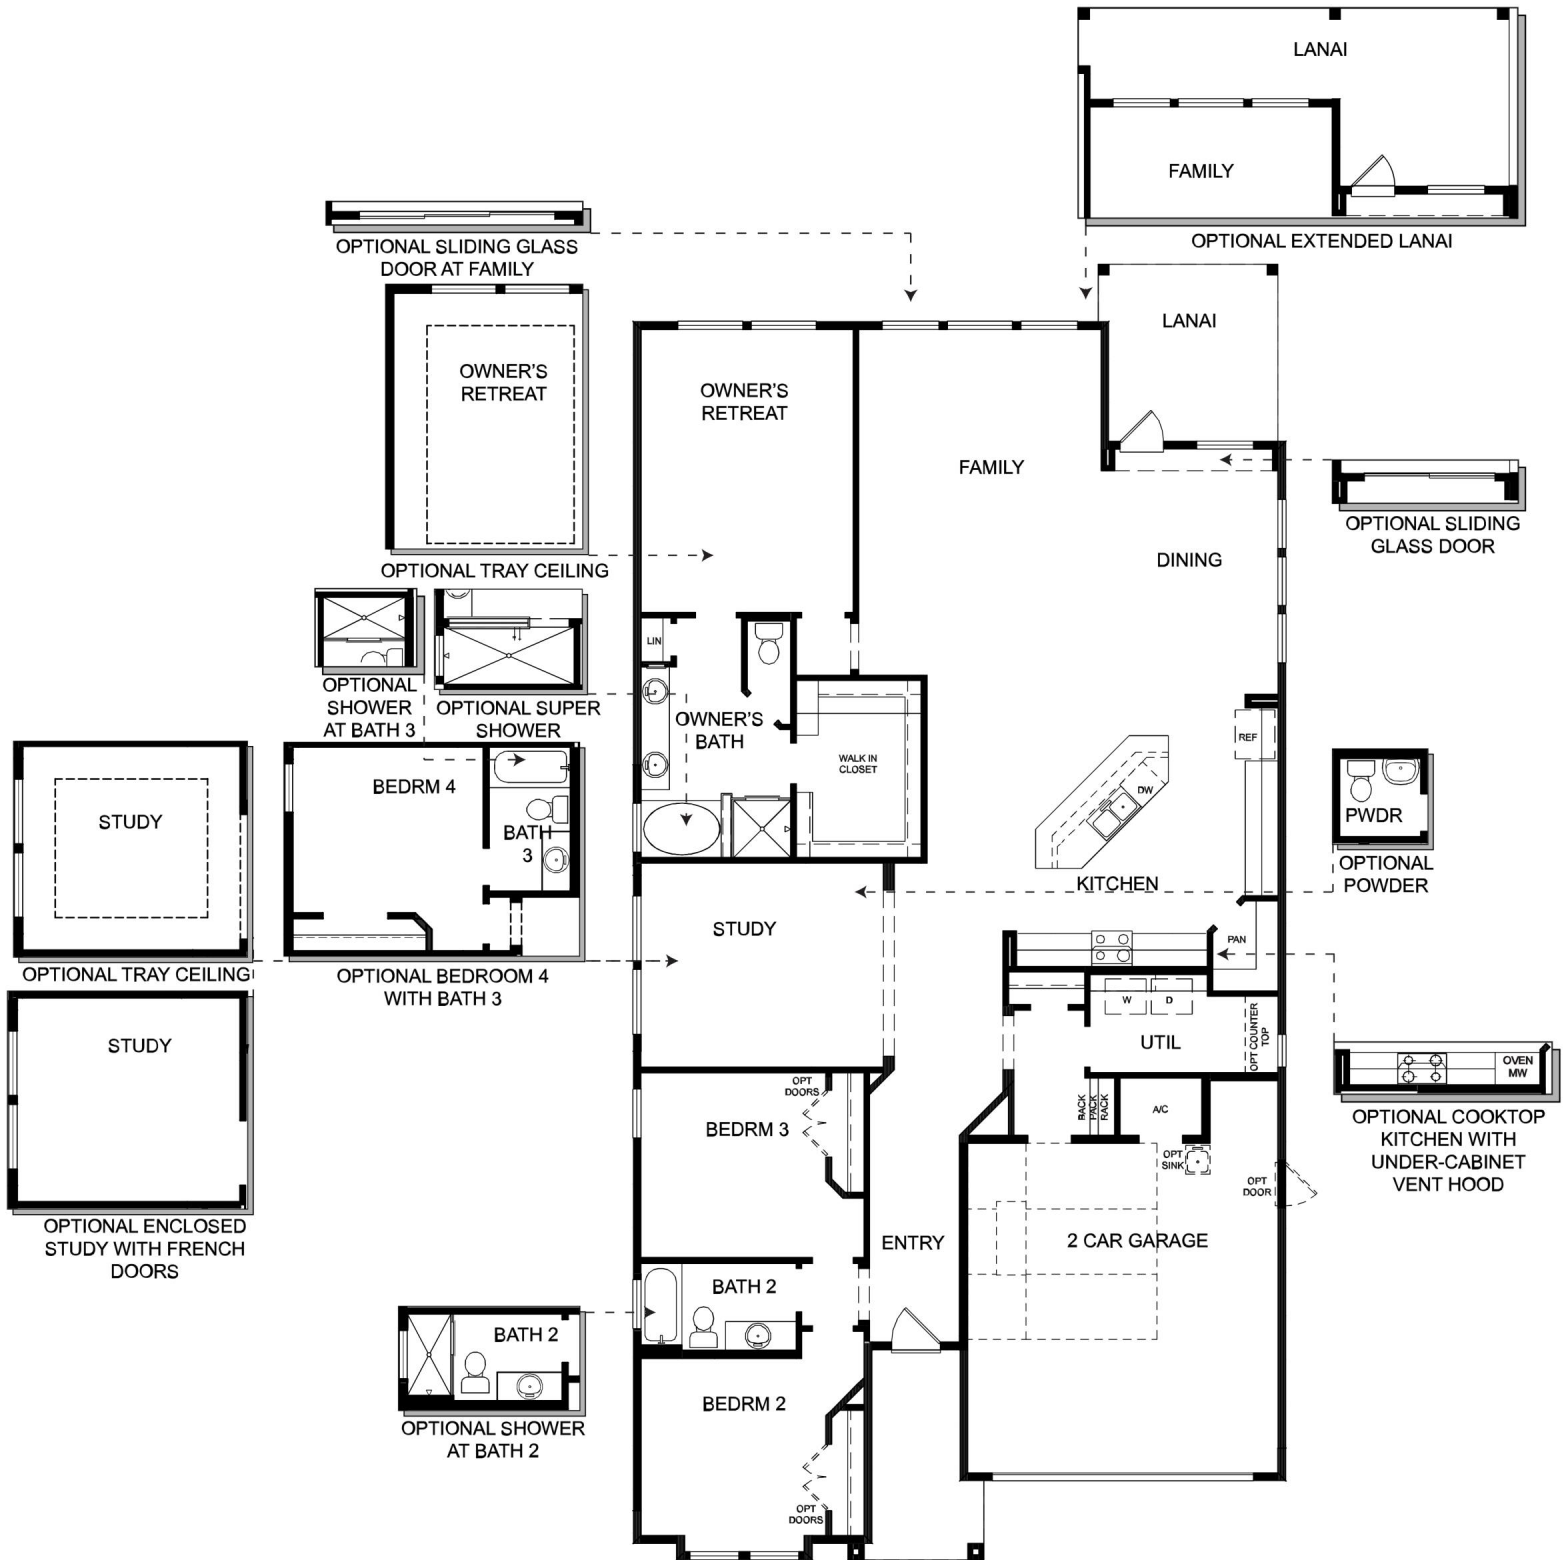 LANAI
FAMILY
OPTIONAL EXTENDED LANAI
OPTIONAL SLIDING GLASS
DOOR AT FAMILY
OWNER'S
RETREAT
OPTIONAL TRAY CEILING
LANAI
OWNER'S
RETREAT
FAMILY
OPTIONAL SLIDING
GLASS DOOR
DINING
OPTIONAL
SHOWER
AT BATH 3
OPTIONAL SUPER
SHOWER
LIN
OWNER'S
BATH
WALK IN
CLOSET
REF
DW
KITCHEN
PWDR
OPTIONAL
POWDER
STUDY
OPTIONAL TRAY CEILING
BEDRM 4
BATH
3
OPTIONAL BEDROOM 4
WITH BATH 3
STUDY
PAN
W
D
UTIL
OPT COUNTER
TOP
STUDY
OPTIONAL ENCLOSED
STUDY WITH FRENCH
DOORS
OVEN
MW
OPTIONAL COOKTOP
KITCHEN WITH
UNDER-CABINET
VENT HOOD
OPT
DOORS
BEDRM 3
BACK
PACK
RACK
A/C
OPT
SINK
OPT
DOOR
ENTRY
2 CAR GARAGE
BATH 2
BATH 2
OPTIONAL SHOWER
AT BATH 2
BEDRM 2
OPT
DOORS